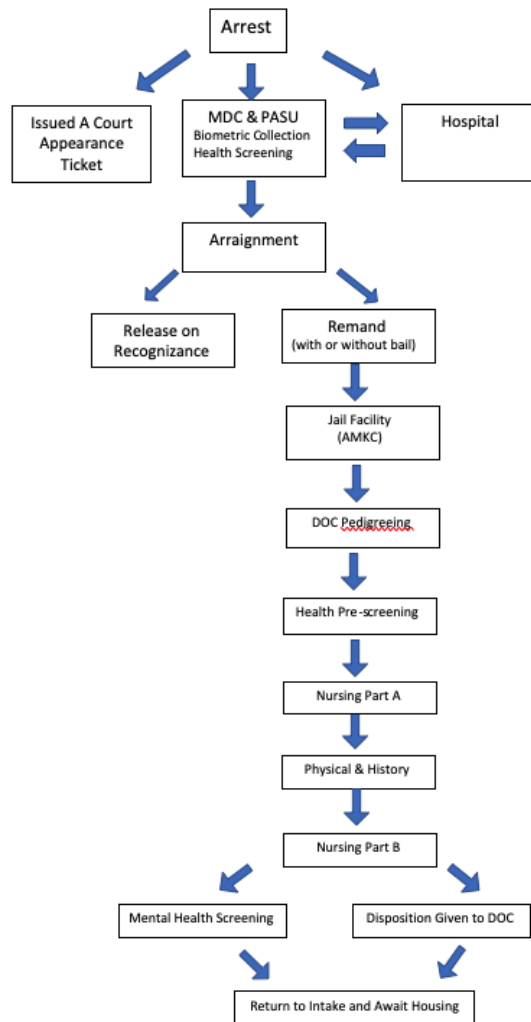 Arrest
Issued A Court
Appearance
Ticket
MDC & PASU
Biometric Collection
Health Screening
Hospital
Arraignment
Release on
Recognizance
Remand
(with or without bail)
Jail Facility
(AMKC)
DOC Pedigreeing
Health Pre-screening
Nursing Part A
Physical & History
Nursing Part B
Mental Health Screening
Disposition Given to DOC
Return to Intake and Await Housing